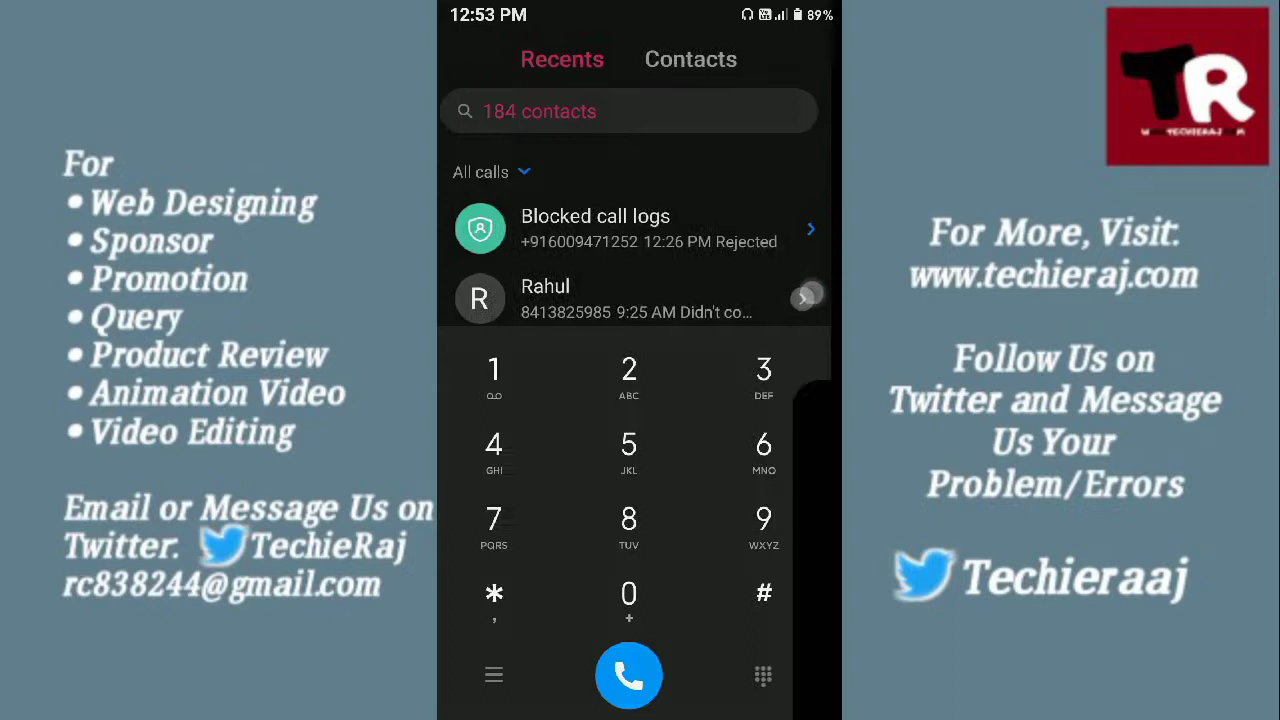 For
• Web Designing
• Sponsor
• Promotion
• Query
• Product Review
• Animation Video
• Video Editing
Email or Message Us on
Twitter. TechieRaj
rc838244@gmail.com
12:53 PM
89%
Recents Contacts
184 contacts
All calls
Blocked call logs
+916009471252 12:26 PM Rejected
R
Rahul
8413825985 9:25 AM Didn't co...
1 2 3
ABC DEF
4 5 6
GHI JKL MNO
7 8 9
PQRS TUV WXYZ
* 0 #
, +
TR
For More, Visit:
www.techieraj.com
Follow Us on
Twitter and Message
Us Your
Problem/Errors
Techieraaj